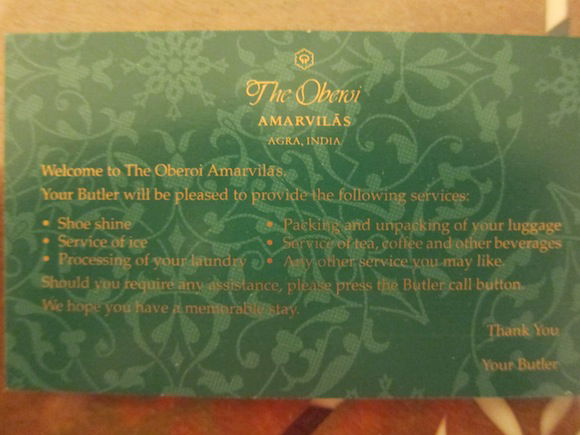 The Oberoi
AMARVILĀS
AGRA, INDIA
Welcome to The Oberoi Amarvilās.
Your Butler will be pleased to provide the following services:
• Shoe shine
• Service of ice
• Processing of your laundry
• Packing and unpacking of your luggage
• Service of tea, coffee and other beverages
• Any other service you may like.
Should you require any assistance, please press the Butler call button.
We hope you have a memorable stay.
Thank You
Your Butler